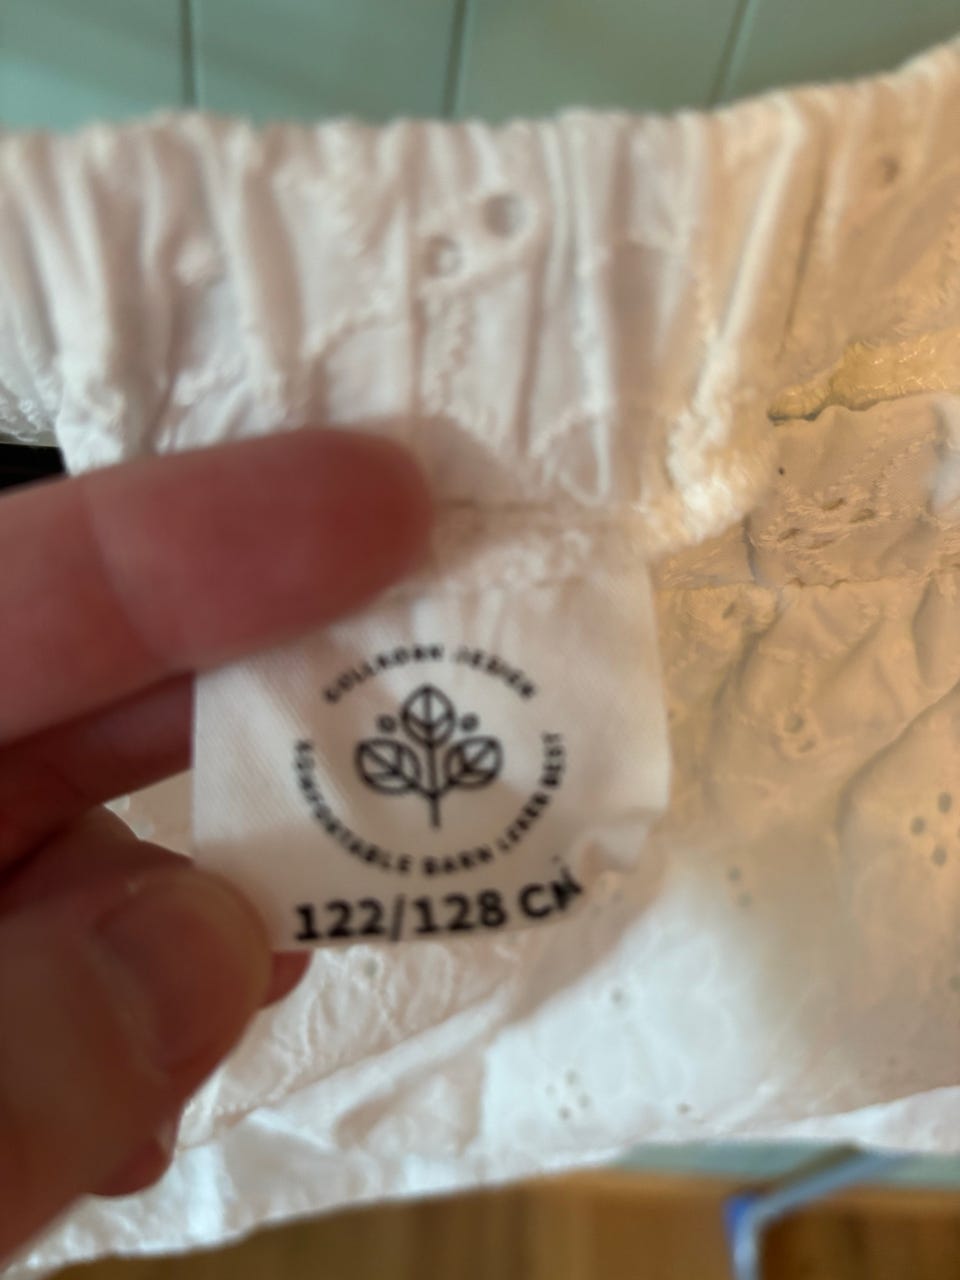 GULLKORN DESIGN
KOMFORTABLE BARN LEKER BEST
122/128 CM